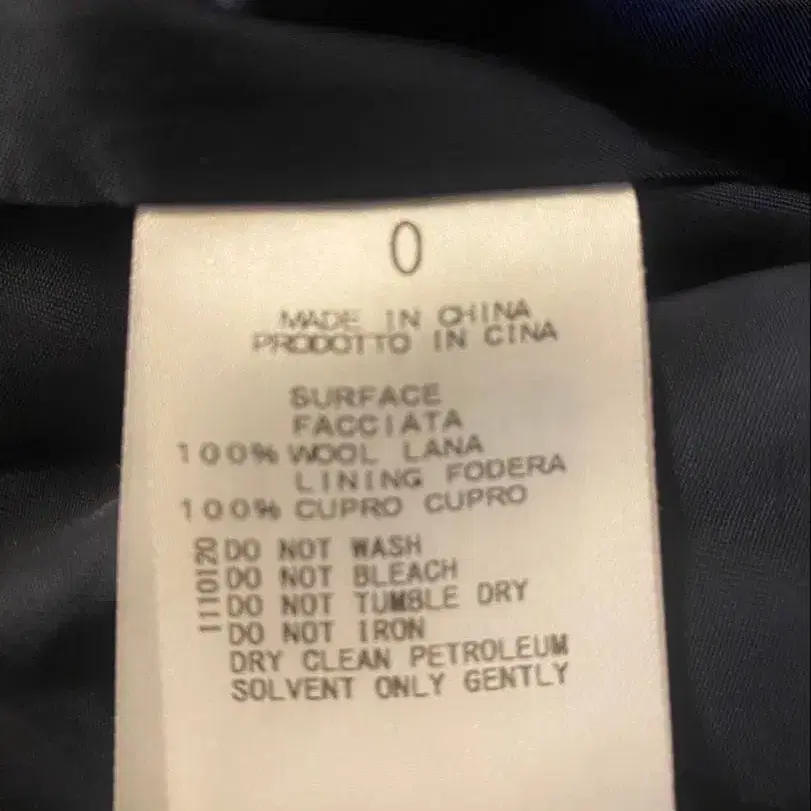 0
MADE IN CHINA
PRODOTTO IN CINA
SURFACE
FACCIATA
100% WOOL LANA
LINING FODERA
100% CUPRO CUPRO
DO NOT WASH
DO NOT BLEACH
DO NOT TUMBLE DRY
DO NOT IRON
DRY CLEAN PETROLEUM
SOLVENT ONLY GENTLY
1110120